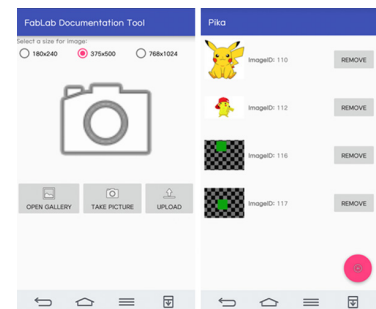 FabLab Documentation Tool
Select a size for image:
180x240 375x500 768x1024
OPEN GALLERY TAKE PICTURE UPLOAD
Pika
ImageID: 110 REMOVE
ImageID: 112 REMOVE
ImageID: 116 REMOVE
ImageID: 117 REMOVE